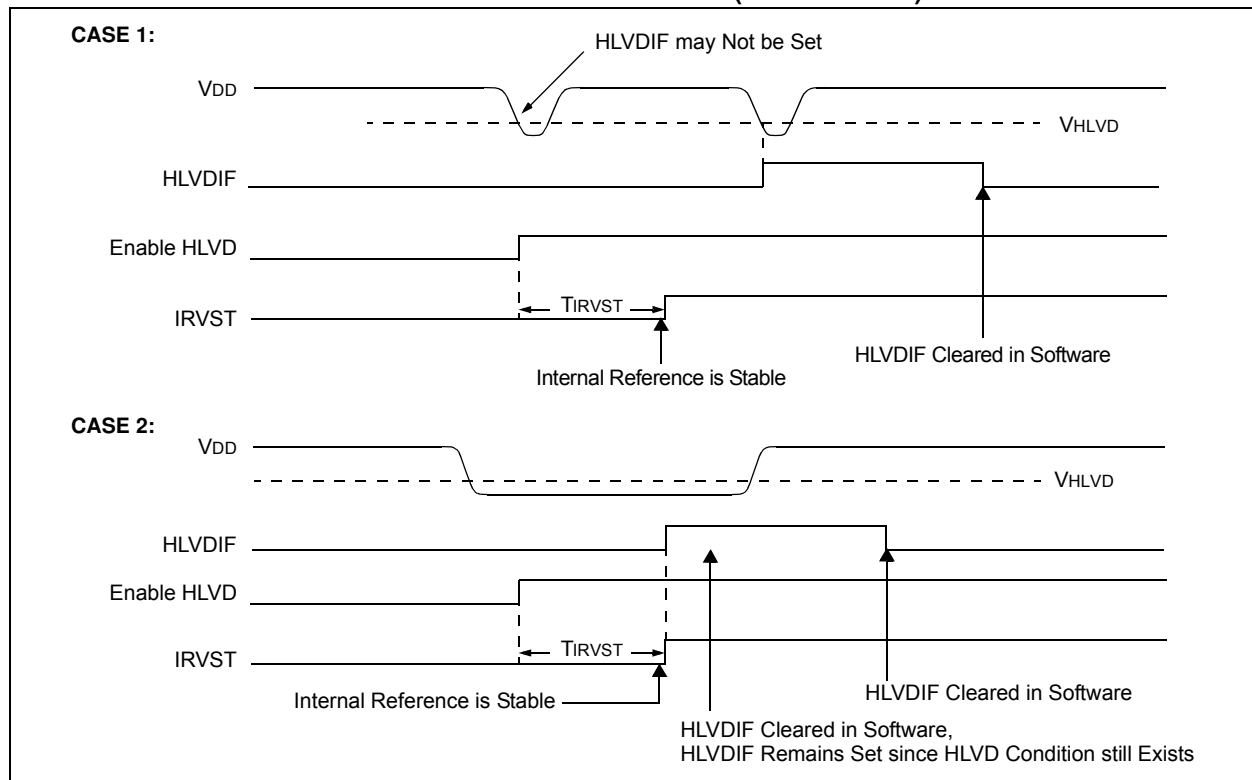 CASE 1:
HLVDIF may Not be Set
VDD
VHLVD
HLVDIF
Enable HLVD
TIRVST
IRVST
HLVDIF Cleared in Software
Internal Reference is Stable
CASE 2:
VDD
VHLVD
HLVDIF
Enable HLVD
TIRVST
IRVST
Internal Reference is Stable
HLVDIF Cleared in Software
HLVDIF Cleared in Software,
HLVDIF Remains Set since HLVD Condition still Exists